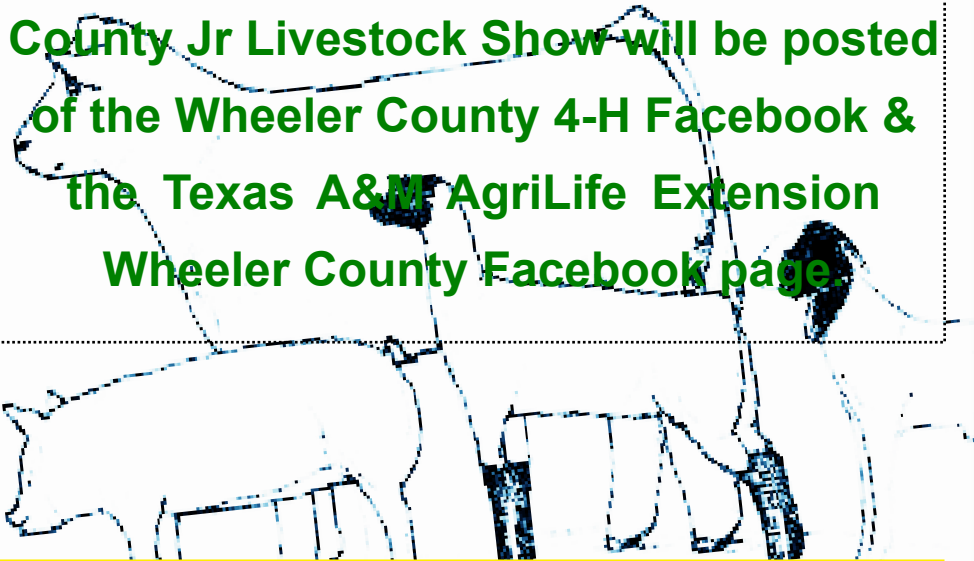 County Jr Livestock Show will be posted
of the Wheeler County 4-H Facebook &
the Texas A&M AgriLife Extension
Wheeler County Facebook page.